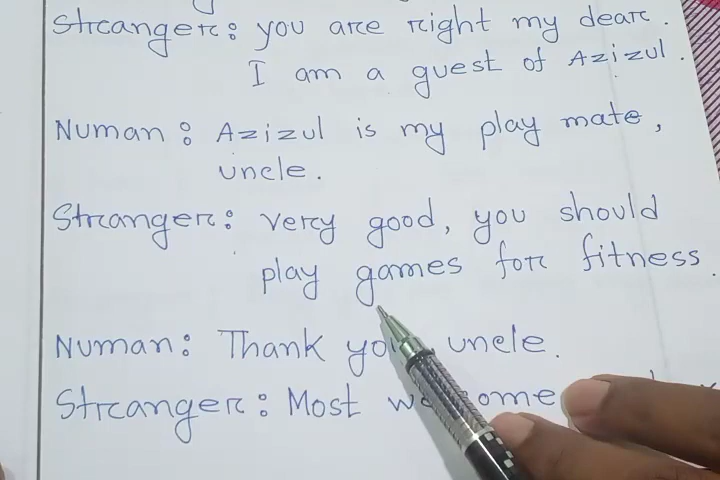 Stranger: you are right my dear.
I am a guest of Azizul.
Numan: Azizul is my play mate,
uncle.
Stranger: very good, you should
play games for fitness.
Numan: Thank you uncle.
Stranger: Most